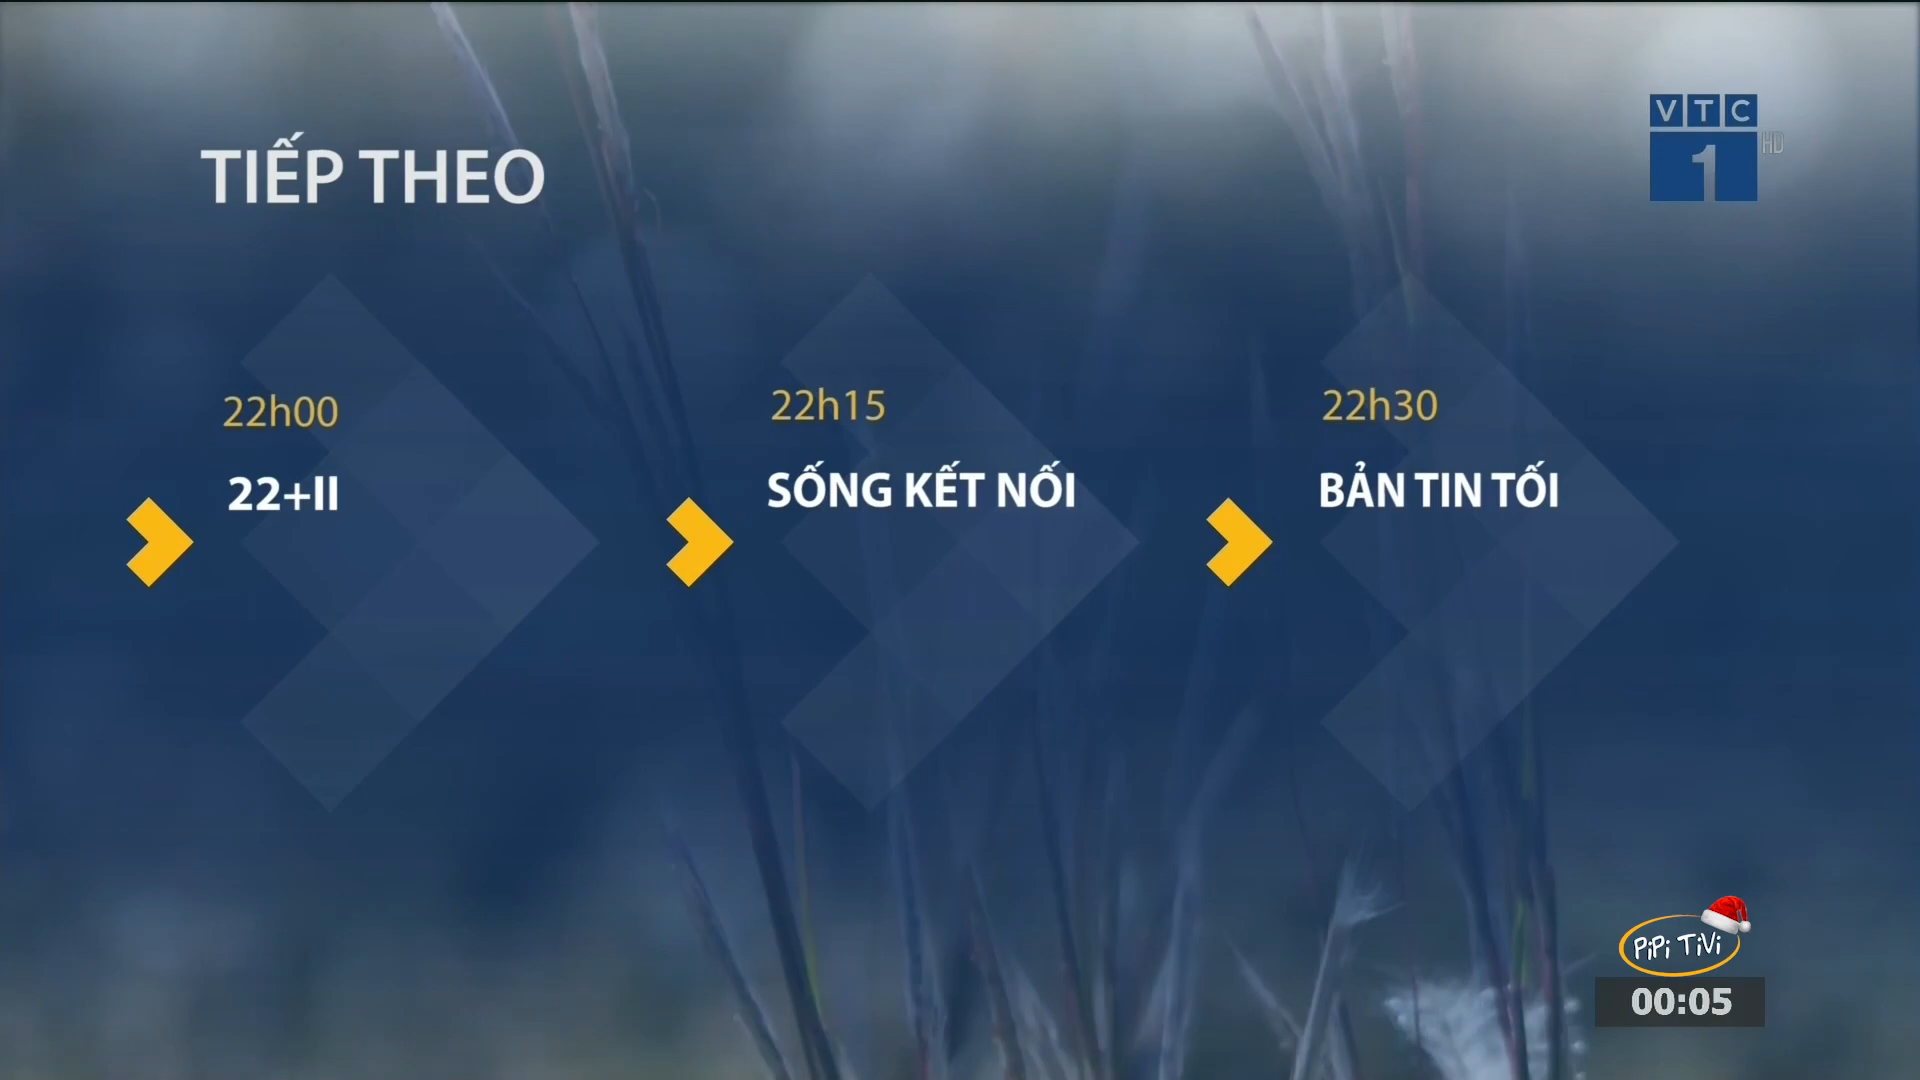 VTC
1
HD
TIẾP THEO
22h00
22+II
22h15
SỐNG KẾT NỐI
22h30
BẢN TIN TỐI
PiPi TiVi
00:05